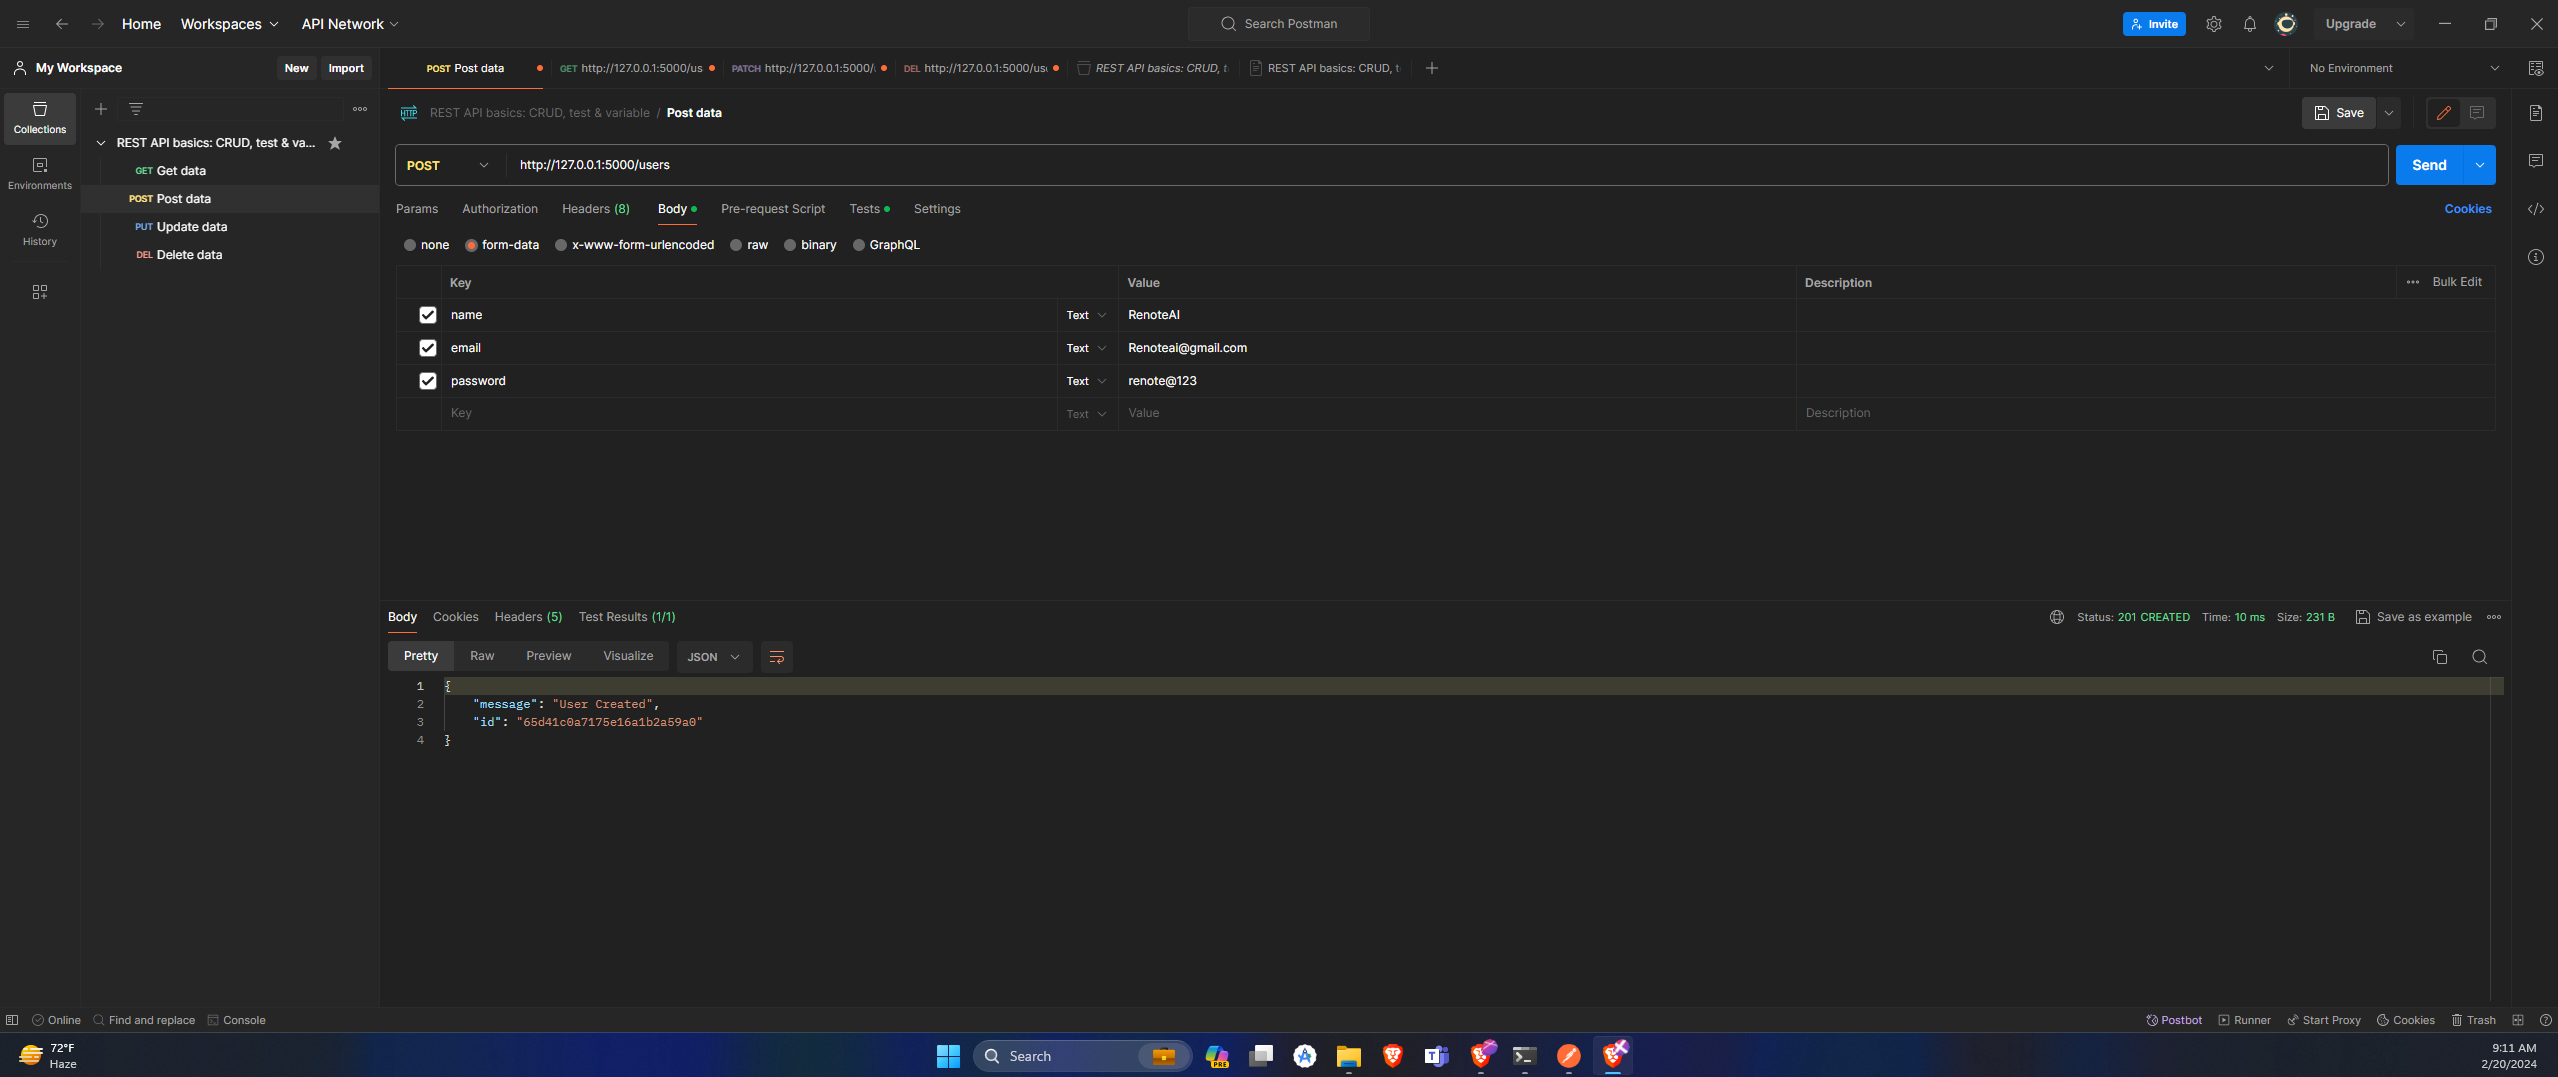 Home Workspaces API Network Search Postman Invite Upgrade
My Workspace New Import POST Post data GET http://127.0.0.1:5000/us PATCH http://127.0.0.1:5000/ DEL http://127.0.0.1:5000/us REST API basics: CRUD, t REST API basics: CRUD, t No Environment
Collections
Environments
History
REST API basics: CRUD, test & va...
GET Get data
POST Post data
PUT Update data
DEL Delete data
HTTP REST API basics: CRUD, test & variable / Post data Save
POST http://127.0.0.1:5000/users Send
Params Authorization Headers (8) Body Pre-request Script Tests Settings Cookies
none form-data x-www-form-urlencoded raw binary GraphQL
Key Value Description Bulk Edit
name Text RenoteAI
email Text Renoteai@gmail.com
password Text renote@123
Key Text Value Description
Body Cookies Headers (5) Test Results (1/1) Status: 201 CREATED Time: 10 ms Size: 231 B Save as example
Pretty Raw Preview Visualize JSON
1 {
2 "message": "User Created",
3 "id": "65d41c0a7175e16a1b2a59a0"
4 }
Online Find and replace Console Postbot Runner Start Proxy Cookies Trash
72°F
Haze
Search
PRE
9:11 AM
2/20/2024